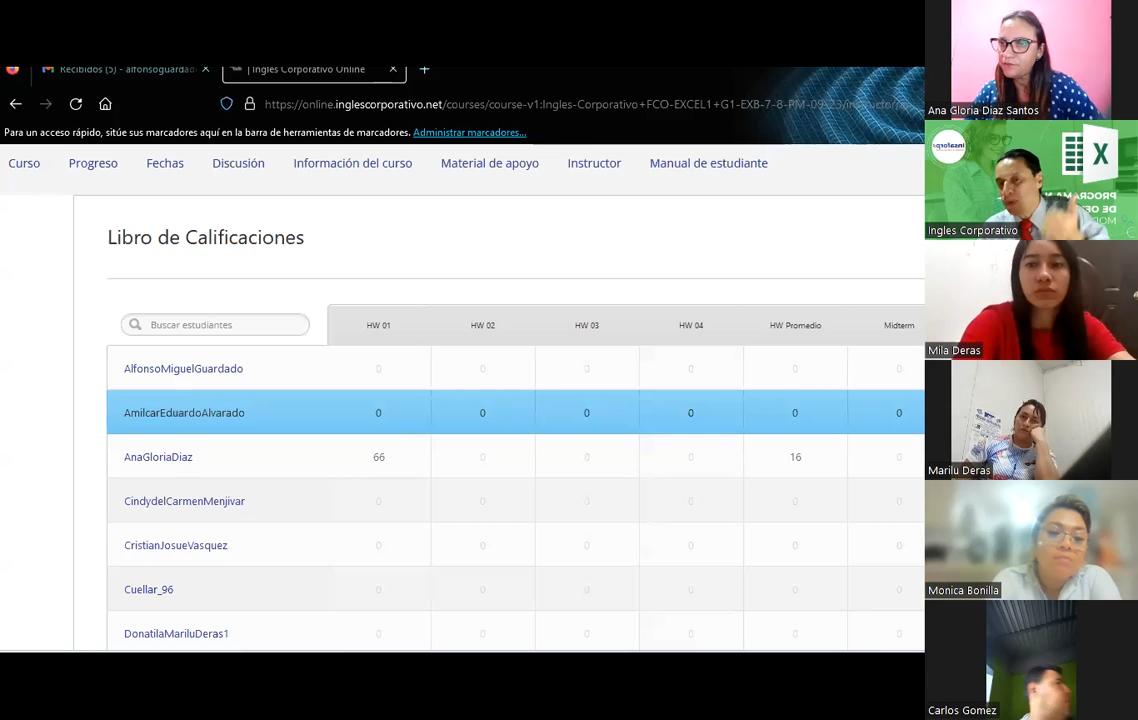 Recibidos (5) - alfonsoguardad
| Ingles Corporativo Online
https://online.inglescorporativo.net/courses/course-v1:Ingles-Corporativo+FCO-EXCEL1+G1-EXB-7-8-PM-09-23/instructor
Para un acceso rápido, sitúe sus marcadores aquí en la barra de herramientas de marcadores. Administrar marcadores...
Curso Progreso Fechas Discusión Información del curso Material de apoyo Instructor Manual de estudiante
Libro de Calificaciones
Buscar estudiantes HW 01 HW 02 HW 03 HW 04 HW Promedio Midterm
AlfonsoMiguelGuardado 0 0 0 0 0 0
AmilcarEduardoAlvarado 0 0 0 0 0 0
AnaGloriaDiaz 66 0 0 0 16 0
CindydelCarmenMenjivar 0 0 0 0 0 0
CristianJosueVasquez 0 0 0 0 0 0
Cuellar_96 0 0 0 0 0 0
DonatilaMariluDeras1 0 0 0 0 0 0
Ana Gloria Diaz Santos
insaforp
X
PROGRAMA
DE OF
MOD
Ingles Corporativo
Mila Deras
Marilu Deras
Monica Bonilla
Carlos Gomez